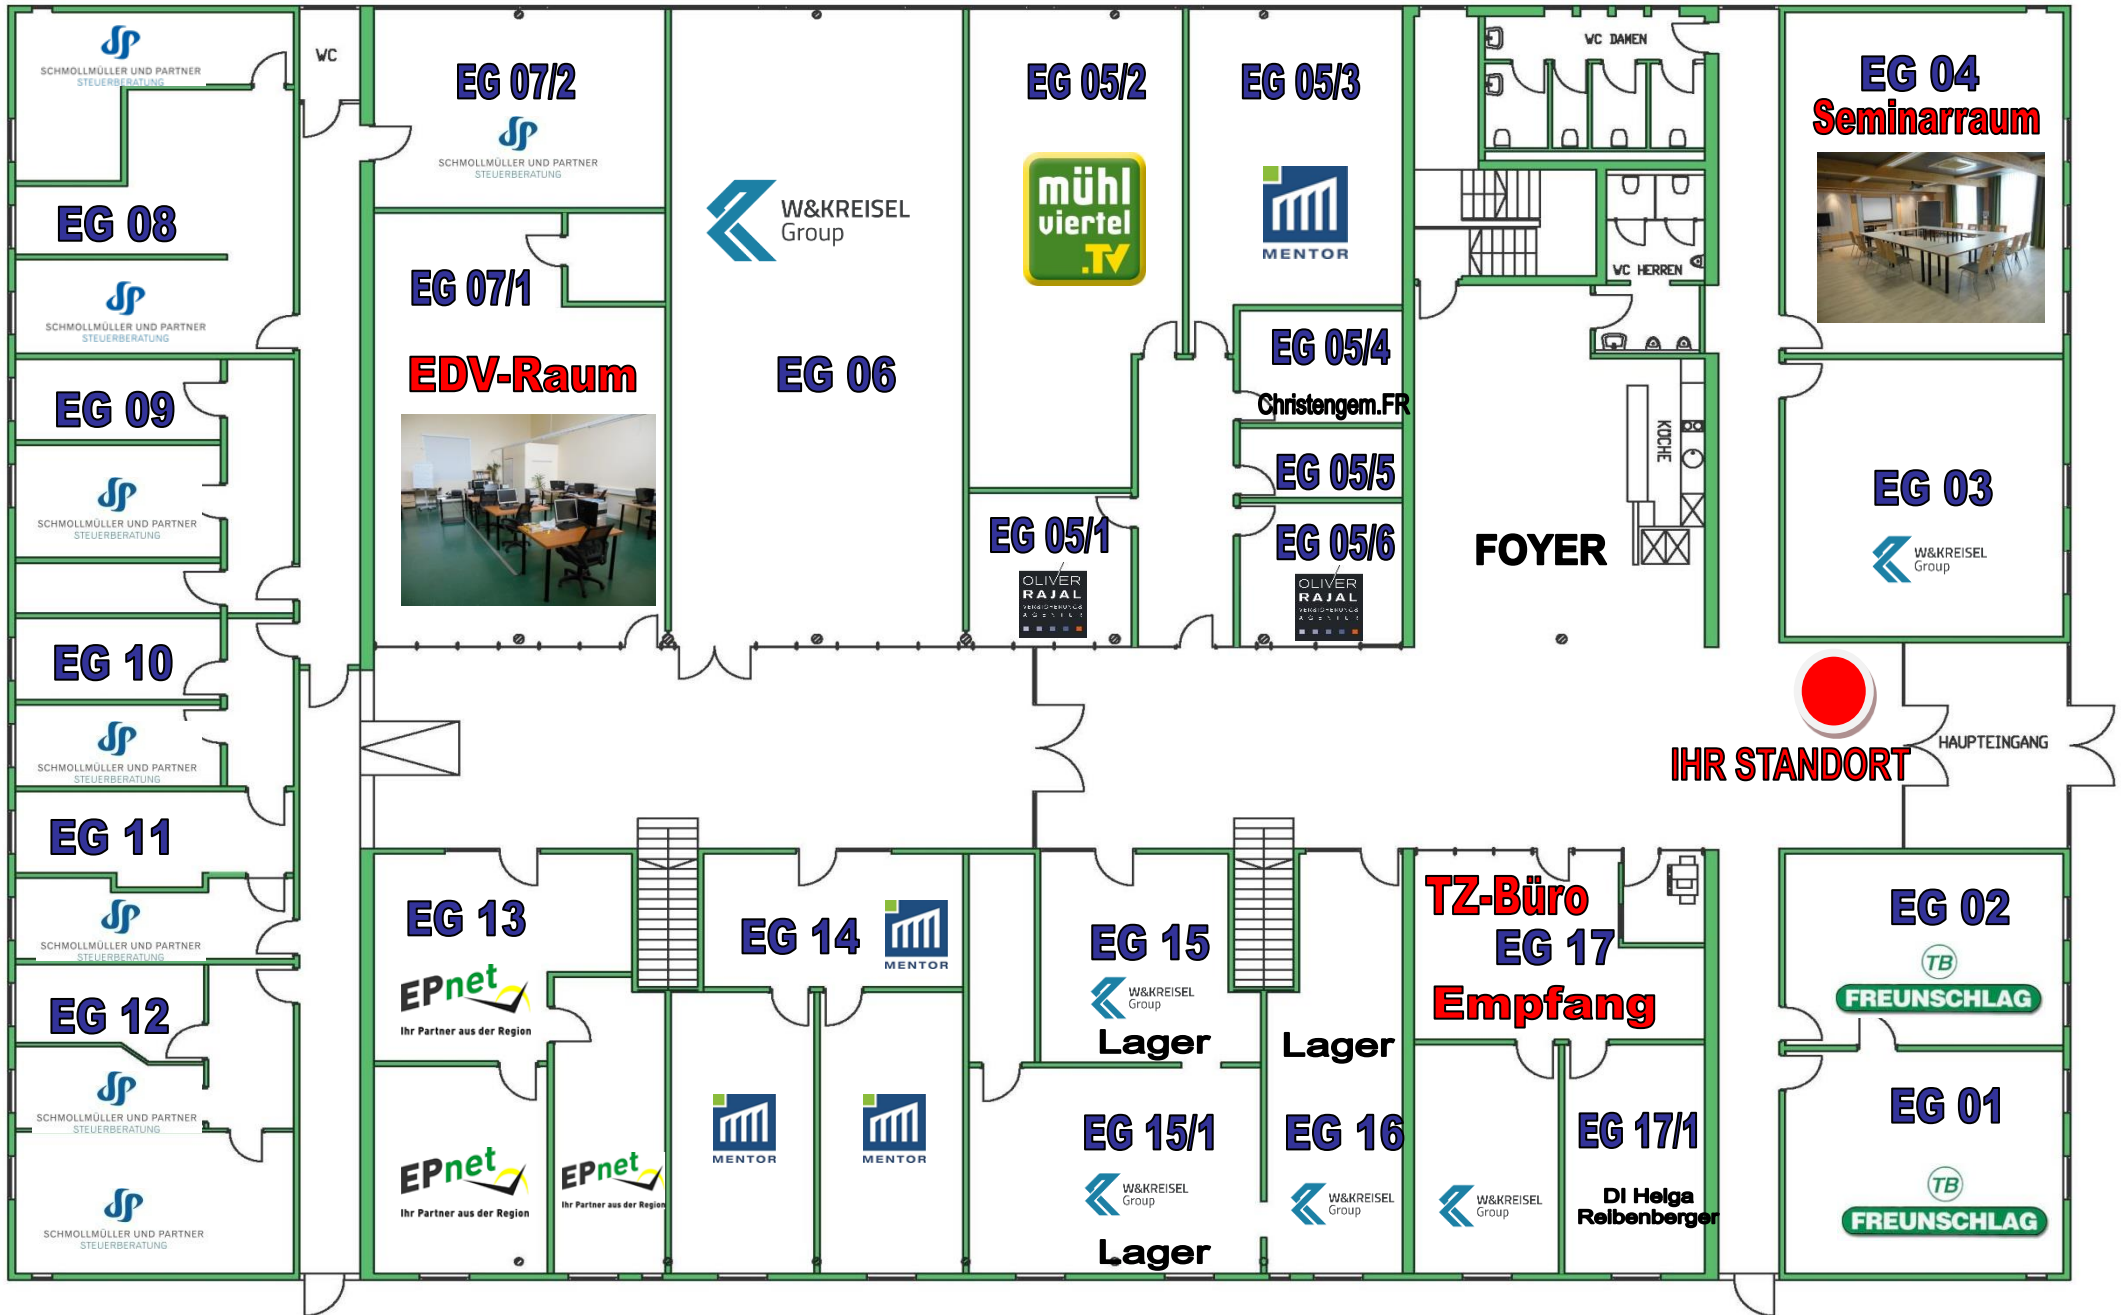 SCHMOLLMÜLLER UND PARTNER
STEUERBERATUNG
WC
EG 07/2
SCHMOLLMÜLLER UND PARTNER
STEUERBERATUNG
EG 05/2
mühl
viertel
.TV
EG 05/3
MENTOR
WC DAMEN
EG 04
Seminarraum
EG 08
SCHMOLLMÜLLER UND PARTNER
STEUERBERATUNG
EG 07/1
EDV-Raum
W&KREISEL
Group
EG 06
WC HERREN
EG 05/4
Christengem.FR
EG 05/5
EG 05/1
OLIVER
RAJAL
VERSICHERUNGS
AGENTUR
EG 05/6
OLIVER
RAJAL
VERSICHERUNGS
AGENTUR
KÜCHE
FOYER
EG 03
W&KREISEL
Group
EG 09
SCHMOLLMÜLLER UND PARTNER
STEUERBERATUNG
EG 10
SCHMOLLMÜLLER UND PARTNER
STEUERBERATUNG
IHR STANDORT
HAUPTEINGANG
EG 11
SCHMOLLMÜLLER UND PARTNER
STEUERBERATUNG
EG 13
EPnet
Ihr Partner aus der Region
EG 14
MENTOR
EG 15
W&KREISEL
Group
Lager
Lager
TZ-Büro
EG 17
Empfang
EG 02
TB
FREUNSCHLAG
EG 12
SCHMOLLMÜLLER UND PARTNER
STEUERBERATUNG
SCHMOLLMÜLLER UND PARTNER
STEUERBERATUNG
EPnet
Ihr Partner aus der Region
EPnet
Ihr Partner aus der Region
MENTOR
MENTOR
EG 15/1
W&KREISEL
Group
Lager
EG 16
W&KREISEL
Group
W&KREISEL
Group
EG 17/1
DI Helga
Reibenberger
EG 01
TB
FREUNSCHLAG